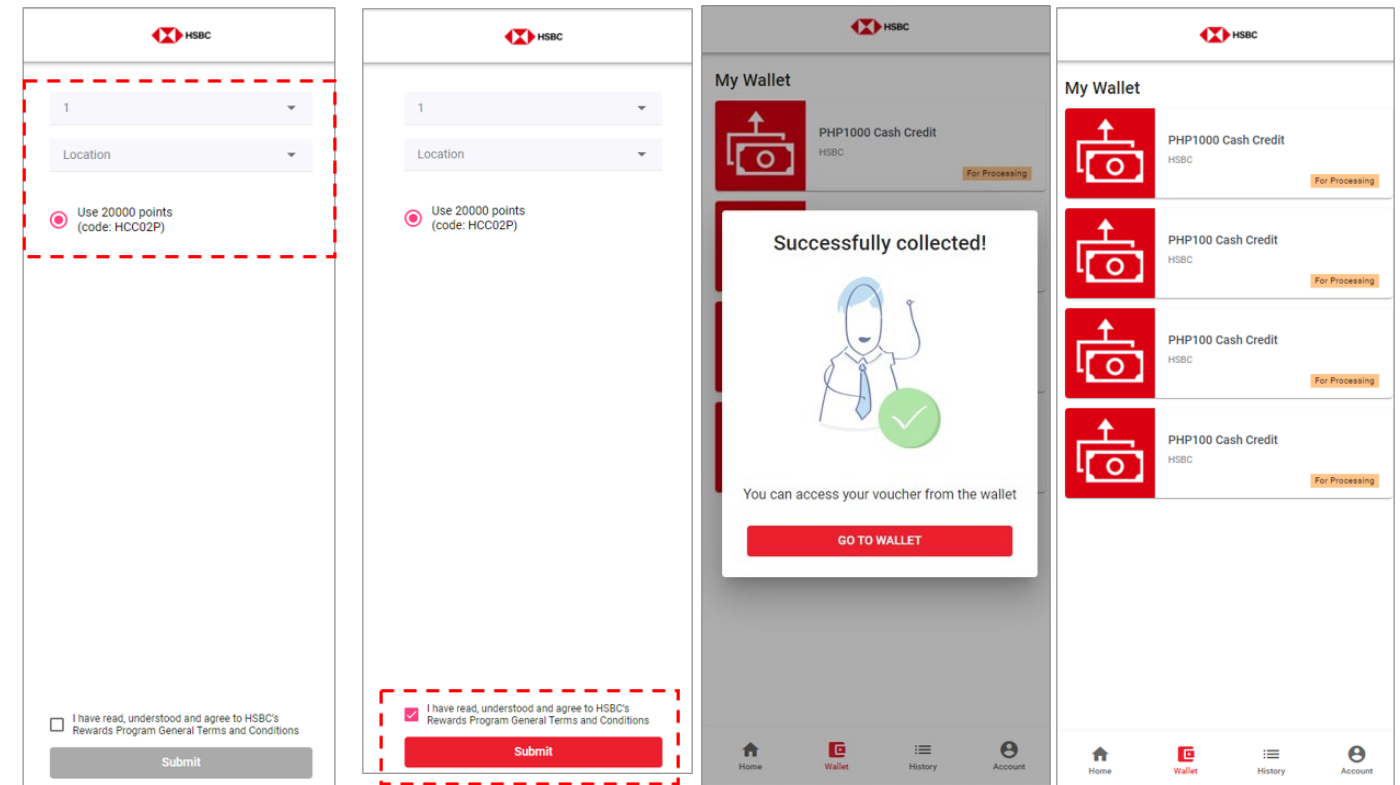 HSBC
1
Location
Use 20000 points
(code: HCC02P)
I have read, understood and agree to HSBC's
Rewards Program General Terms and Conditions
Submit
HSBC
1
Location
Use 20000 points
(code: HCC02P)
I have read, understood and agree to HSBC's
Rewards Program General Terms and Conditions
Submit
HSBC
My Wallet
PHP1000 Cash Credit
HSBC
For Processing
Successfully collected!
You can access your voucher from the wallet
GO TO WALLET
Home
Wallet
History
Account
HSBC
My Wallet
PHP1000 Cash Credit
HSBC
For Processing
PHP100 Cash Credit
HSBC
For Processing
PHP100 Cash Credit
HSBC
For Processing
PHP100 Cash Credit
HSBC
For Processing
Home
Wallet
History
Account